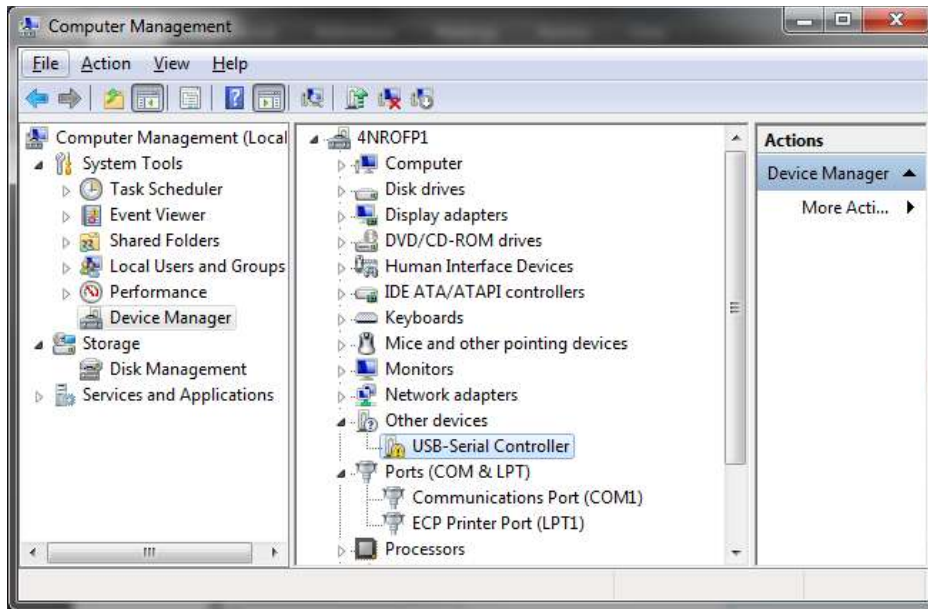 Computer Management
File Action View Help
Computer Management (Local
System Tools
Task Scheduler
Event Viewer
Shared Folders
Local Users and Groups
Performance
Device Manager
Storage
Disk Management
Services and Applications
4NROFP1
Computer
Disk drives
Display adapters
DVD/CD-ROM drives
Human Interface Devices
IDE ATA/ATAPI controllers
Keyboards
Mice and other pointing devices
Monitors
Network adapters
Other devices
USB-Serial Controller
Ports (COM & LPT)
Communications Port (COM1)
ECP Printer Port (LPT1)
Processors
Actions
Device Manager
More Acti...